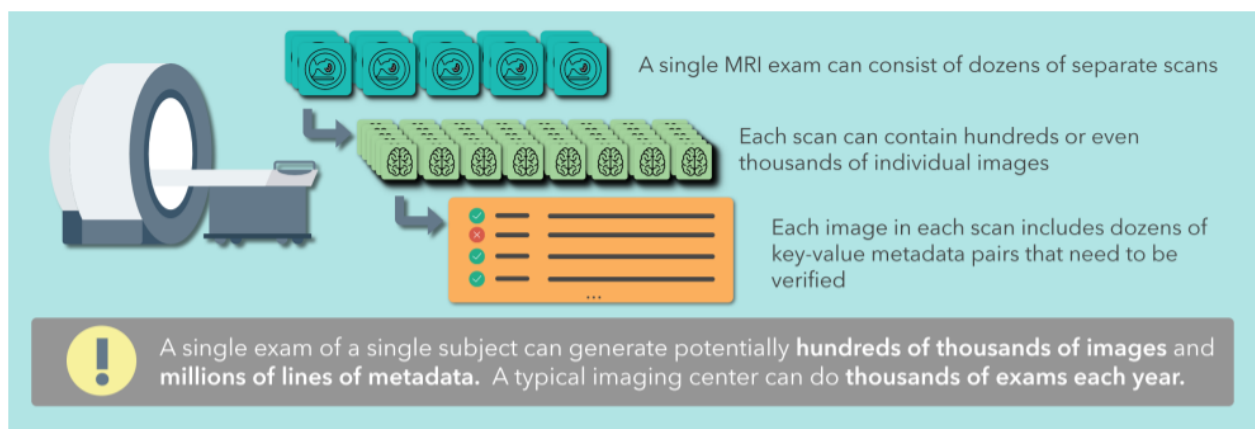 A single MRI exam can consist of dozens of separate scans
Each scan can contain hundreds or even
thousands of individual images
Each image in each scan includes dozens of
key-value metadata pairs that need to be
verified
...
! A single exam of a single subject can generate potentially hundreds of thousands of images and
millions of lines of metadata. A typical imaging center can do thousands of exams each year.